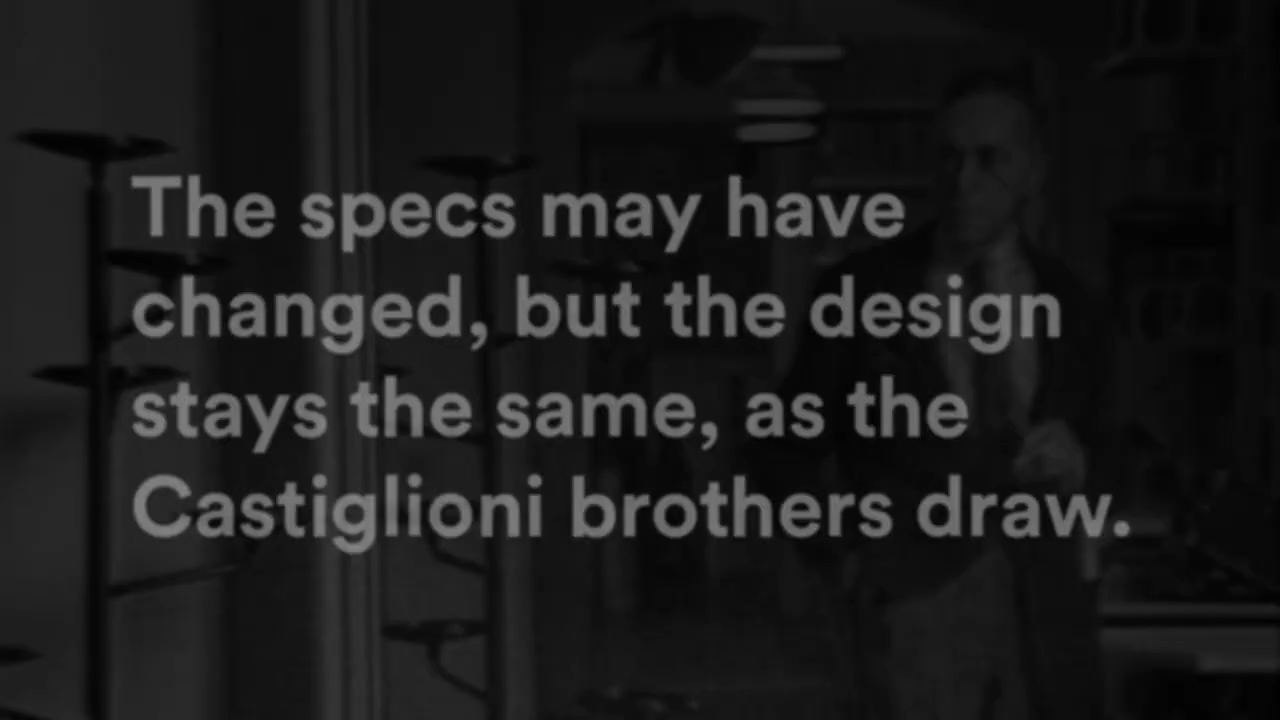 The specs may have
changed, but the design
stays the same, as the
Castiglioni brothers draw.